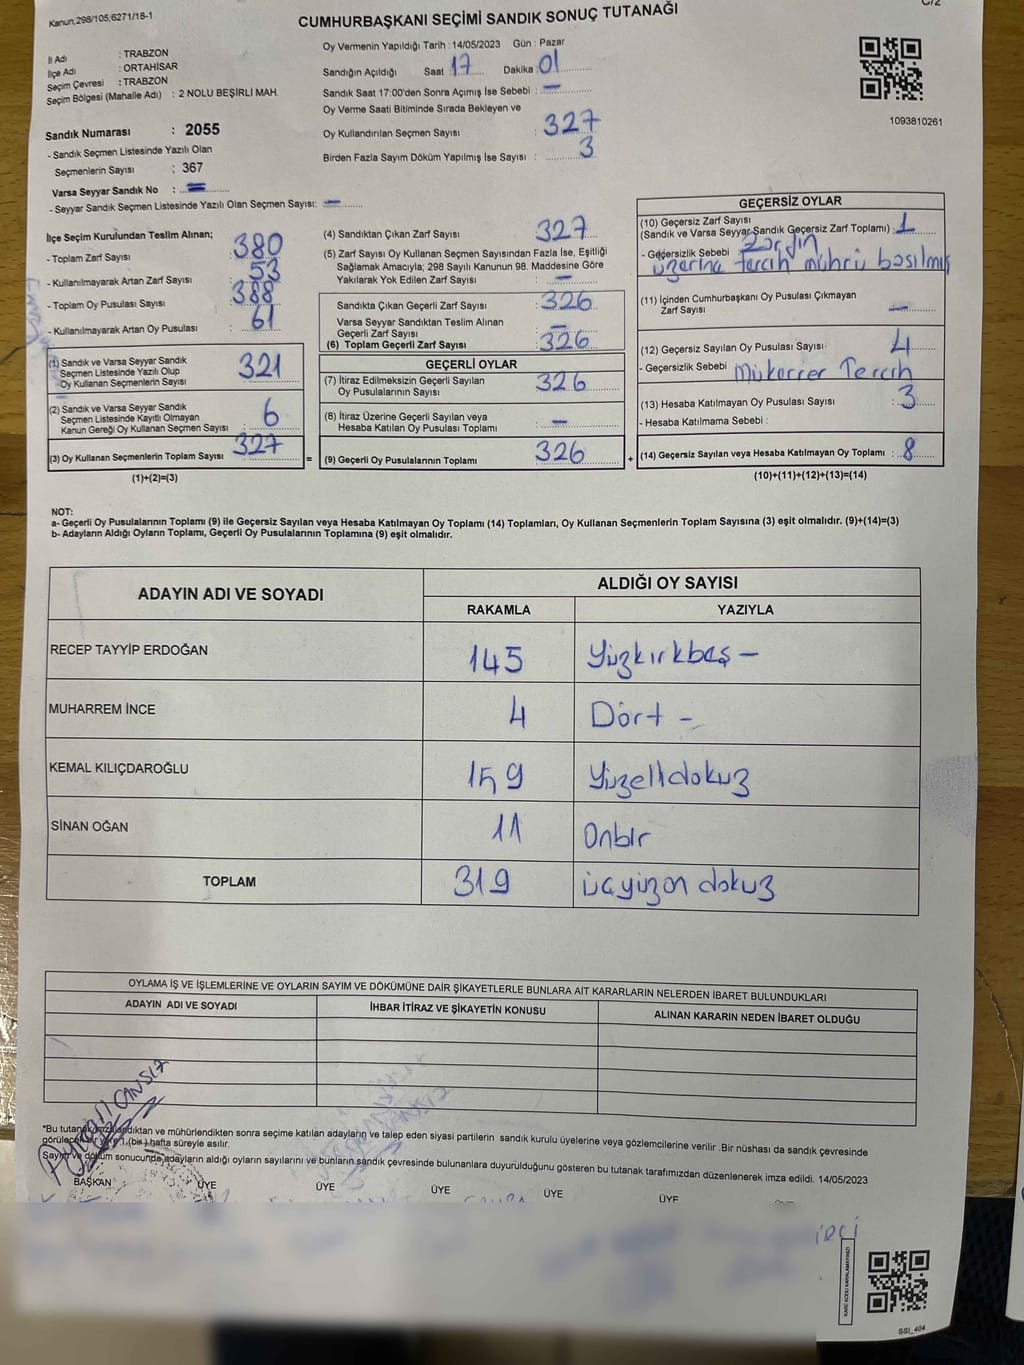 Kanun,298/105,6271/18-1
CUMHURBAŞKANI SEÇİMİ SANDIK SONUÇ TUTANAĞI
C/2
İl Adı : TRABZON
İlçe Adı : ORTAHİSAR
Seçim Çevresi : TRABZON
Seçim Bölgesi (Mahalle Adı) : 2 NOLU BEŞİRLİ MAH.
Sandık Numarası : 2055
- Sandık Seçmen Listesinde Yazılı Olan
Seçmenlerin Sayısı : 367
Varsa Seyyar Sandık No : –
- Seyyar Sandık Seçmen Listesinde Yazılı Olan Seçmen Sayısı: –
Oy Vermenin Yapıldığı Tarih : 14/05/2023 Gün : Pazar
Sandığın Açıldığı Saat 17 Dakika 01
Sandık Saat 17:00'den Sonra Açımış İse Sebebi : –
Oy Verme Saati Bitiminde Sırada Bekleyen ve
Oy Kullandırılan Seçmen Sayısı : 327
Birden Fazla Sayım Döküm Yapılmış İse Sayısı : 3
1093810261
İlçe Seçim Kurulundan Teslim Alınan;
- Toplam Zarf Sayısı : 380
- Kullanılmayarak Artan Zarf Sayısı : 53
- Toplam Oy Pusulası Sayısı : 388
- Kullanılmayarak Artan Oy Pusulası : 61
(1) Sandık ve Varsa Seyyar Sandık
Seçmen Listesinde Yazılı Olup
Oy Kullanan Seçmenlerin Sayısı : 321
(2) Sandık ve Varsa Seyyar Sandık
Seçmen Listesinde Kayıtlı Olmayan
Kanun Gereği Oy Kullanan Seçmen Sayısı : 6
(3) Oy Kullanan Seçmenlerin Toplam Sayısı : 327
(1)+(2)=(3)
(4) Sandıktan Çıkan Zarf Sayısı : 327
(5) Zarf Sayısı Oy Kullanan Seçmen Sayısından Fazla İse, Eşitliği
Sağlamak Amacıyla; 298 Sayılı Kanunun 98. Maddesine Göre
Yakılarak Yok Edilen Zarf Sayısı : –
Sandıkta Çıkan Geçerli Zarf Sayısı : 326
Varsa Seyyar Sandıktan Teslim Alınan
Geçerli Zarf Sayısı : –
(6) Toplam Geçerli Zarf Sayısı : 326
GEÇERLİ OYLAR
(7) İtiraz Edilmeksizin Geçerli Sayılan
Oy Pusulalarının Sayısı : 326
(8) İtiraz Üzerine Geçerli Sayılan veya
Hesaba Katılan Oy Pusulası Toplamı : –
= (9) Geçerli Oy Pusulalarının Toplamı : 326
GEÇERSİZ OYLAR
(10) Geçersiz Zarf Sayısı
(Sandık ve Varsa Seyyar Sandık Geçersiz Zarf Toplamı) : 1
- Geçersizlik Sebebi : zarfın
üzerine tercih mührü basılmış
(11) İçinden Cumhurbaşkanı Oy Pusulası Çıkmayan
Zarf Sayısı : –
(12) Geçersiz Sayılan Oy Pusulası Sayısı : 4
- Geçersizlik Sebebi : Mükerrer Tercih
(13) Hesaba Katılmayan Oy Pusulası Sayısı : 3
- Hesaba Katılmama Sebebi :
+ (14) Geçersiz Sayılan veya Hesaba Katılmayan Oy Toplamı : 8
(10)+(11)+(12)+(13)=(14)
NOT:
a- Geçerli Oy Pusulalarının Toplamı (9) ile Geçersiz Sayılan veya Hesaba Katılmayan Oy Toplamı (14) Toplamları, Oy Kullanan Seçmenlerin Toplam Sayısına (3) eşit olmalıdır. (9)+(14)=(3)
b- Adayların Aldığı Oyların Toplamı, Geçerli Oy Pusulalarının Toplamına (9) eşit olmalıdır.
ADAYIN ADI VE SOYADI
ALDIĞI OY SAYISI
RAKAMLA YAZIYLA
RECEP TAYYİP ERDOĞAN 145 Yüzkırkbeş –
MUHARREM İNCE 4 Dört –
KEMAL KILIÇDAROĞLU 159 Yüzellıdokuz
SİNAN OĞAN 11 Onbır
TOPLAM 319 üçyüzon dokuz
OYLAMA İŞ VE İŞLEMLERİNE VE OYLARIN SAYIM VE DÖKÜMÜNE DAİR ŞİKAYETLERLE BUNLARA AİT KARARLARIN NELERDEN İBARET BULUNDUKLARI
ADAYIN ADI VE SOYADI İHBAR İTİRAZ VE ŞİKAYETİN KONUSU ALINAN KARARIN NEDEN İBARET OLDUĞU
*Bu tutanak imzalandıktan ve mühürlendikten sonra seçime katılan adayların ve talep eden siyasi partilerin sandık kurulu üyelerine veya gözlemcilerine verilir .Bir nüshası da sandık çevresinde
görülecek bir yere 1 (bir) hafta süreyle asılır.
Sayım ve döküm sonucunda adayların aldığı oyların sayılarını ve bunların sandık çevresinde bulunanlara duyurulduğunu gösteren bu tutanak tarafımızdan düzenlenerek imza edildi. 14/05/2023
BAŞKAN ÜYE ÜYE ÜYE ÜYE ÜYE
KARE KODU KARALAMAYINIZ!
SSI_404